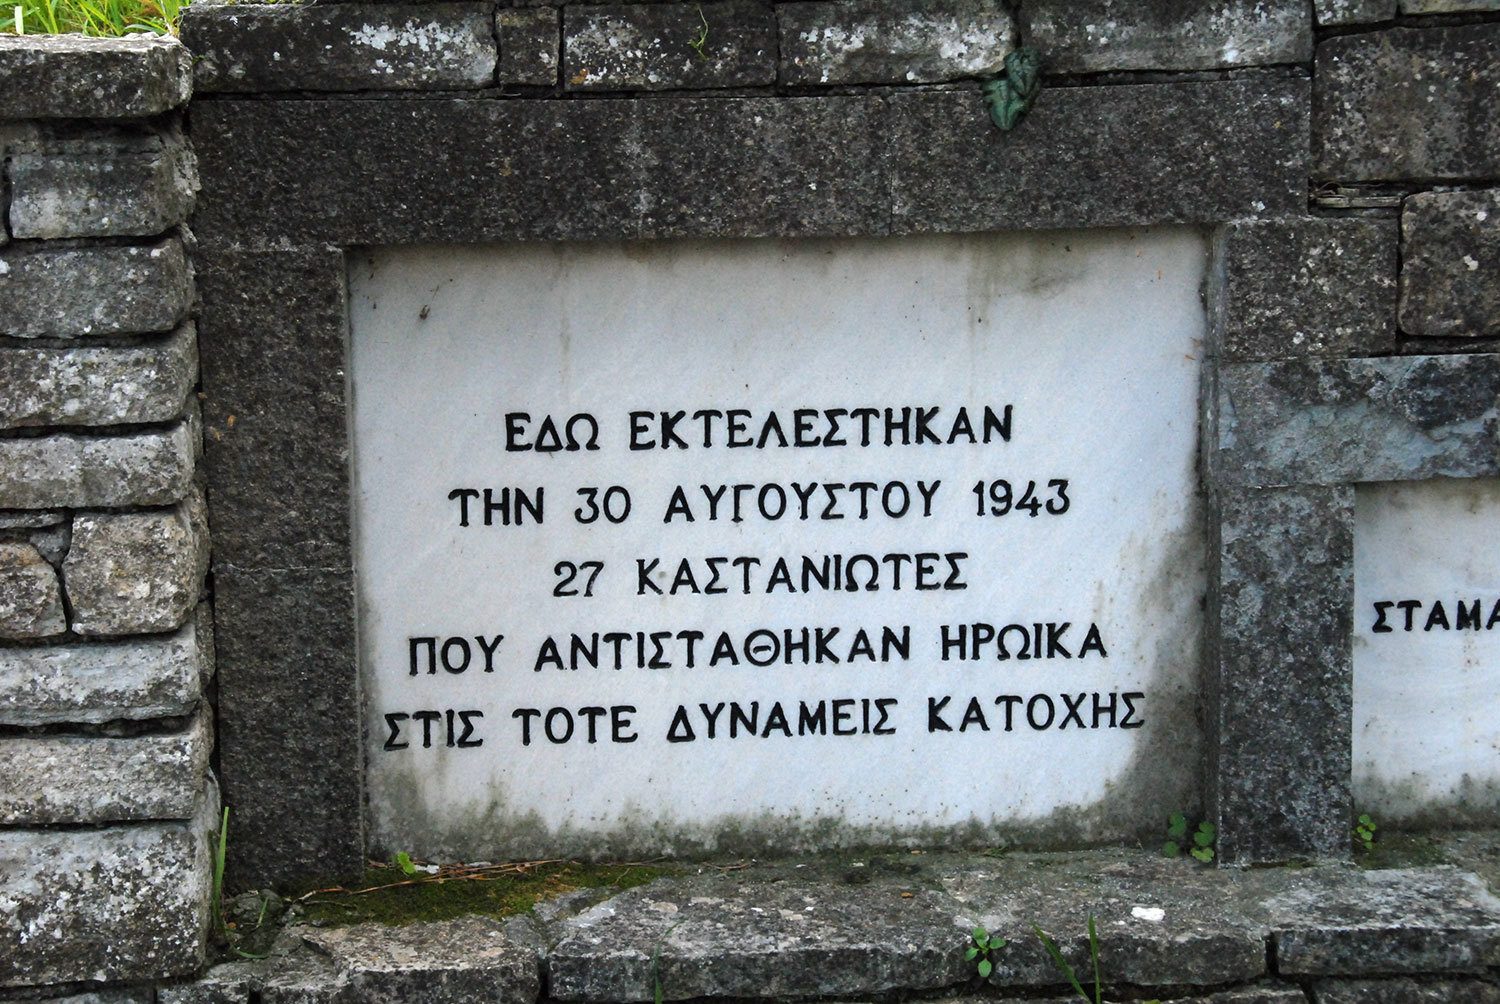 ΕΔΩ ΕΚΤΕΛΕΣΤΗΚΑΝ
ΤΗΝ 30 ΑΥΓΟΥΣΤΟΥ 1943
27 ΚΑΣΤΑΝΙΩΤΕΣ
ΠΟΥ ΑΝΤΙΣΤΑΘΗΚΑΝ ΗΡΩΙΚΑ
ΣΤΙΣ ΤΟΤΕ ΔΥΝΑΜΕΙΣ ΚΑΤΟΧΗΣ